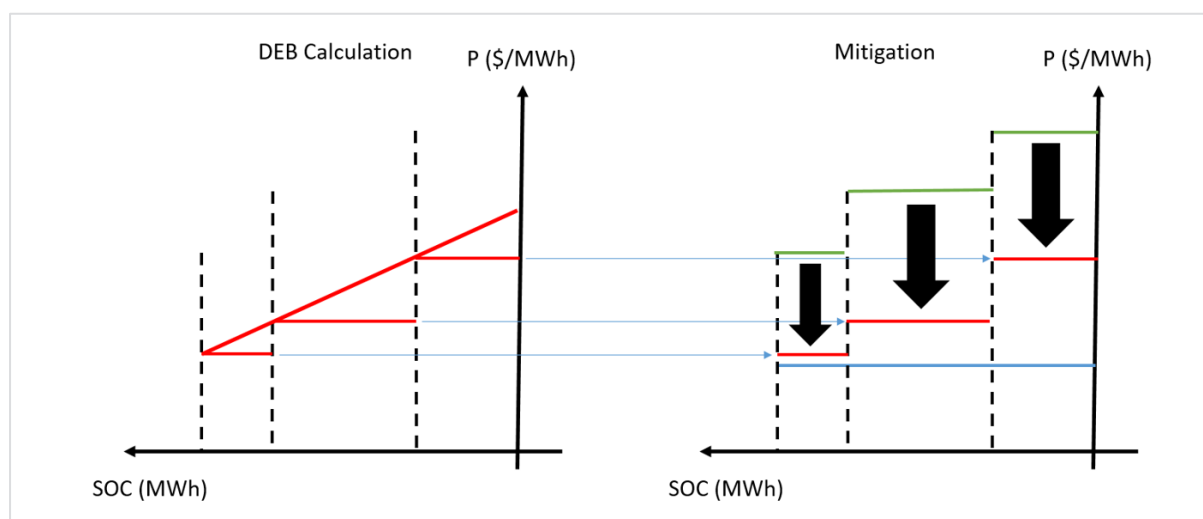 DEB Calculation
P ($/MWh)
Mitigation
P ($/MWh)
SOC (MWh)
SOC (MWh)